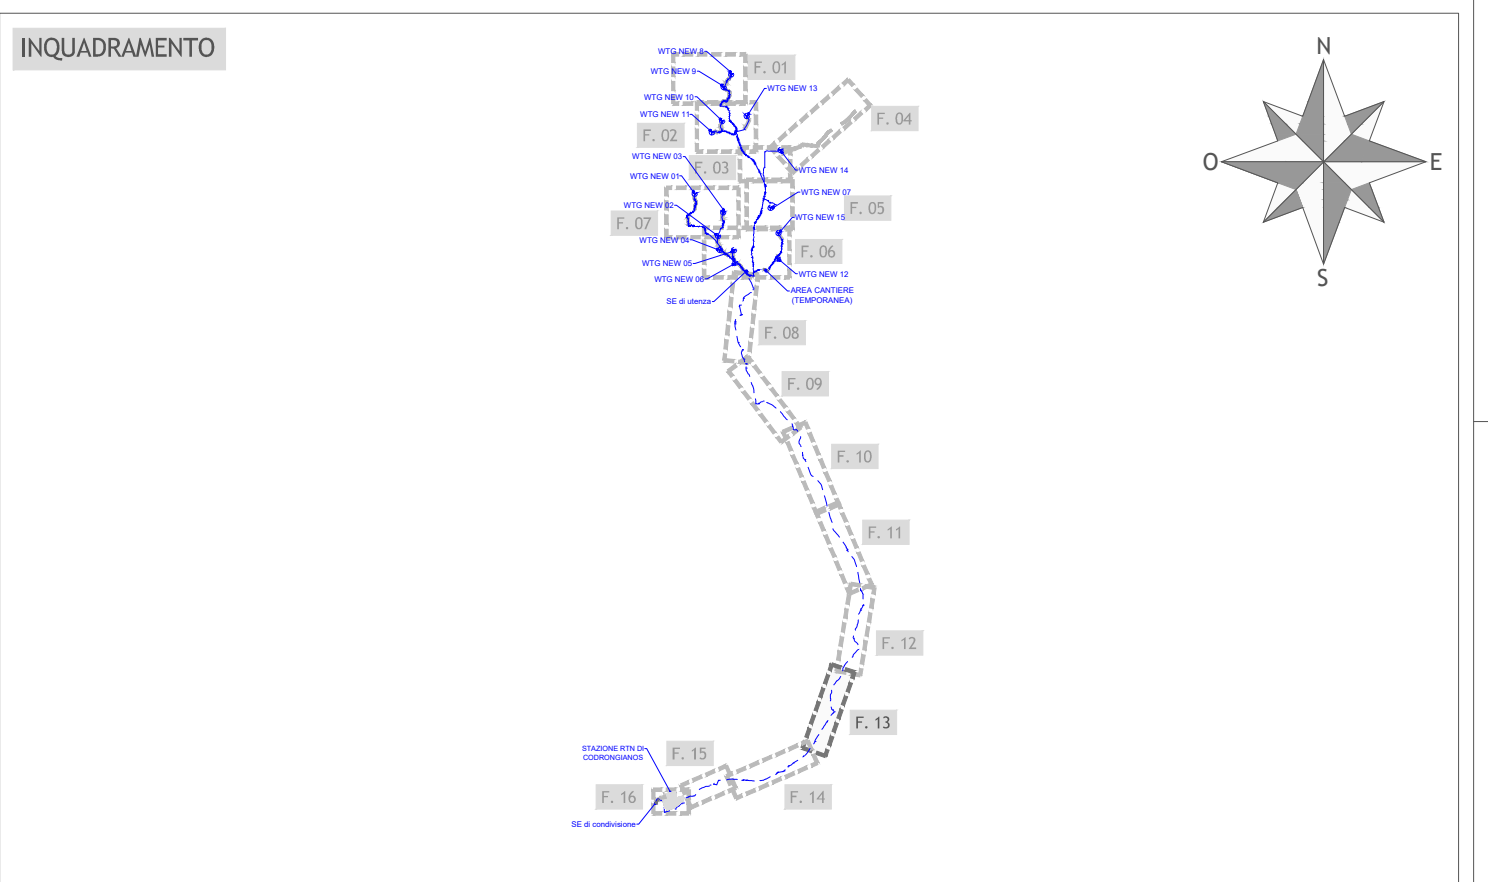 INQUADRAMENTO
N
O
E
S
WTG NEW 8
F. 01
WTG NEW 9
WTG NEW 13
WTG NEW 10
WTG NEW 11
F. 04
F. 02
WTG NEW 03
F. 03
WTG NEW 14
WTG NEW 01
WTG NEW 07
WTG NEW 02
F. 05
F. 07
WTG NEW 15
WTG NEW 04
F. 06
WTG NEW 05
WTG NEW 12
WTG NEW 06
AREA CANTIERE
(TEMPORANEA)
SE di utenza
F. 08
F. 09
F. 10
F. 11
F. 12
F. 13
STAZIONE RTN DI
CODRONGIANOS
F. 15
F. 16
F. 14
SE di condivisione